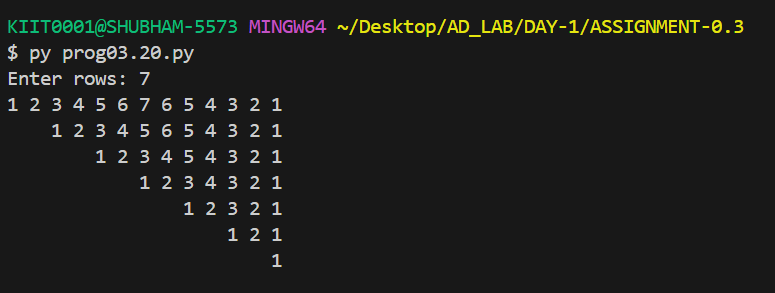 KIIT0001@SHUBHAM-5573 MINGW64 ~/Desktop/AD_LAB/DAY-1/ASSIGNMENT-0.3
$ py prog03.20.py
Enter rows: 7
1 2 3 4 5 6 7 6 5 4 3 2 1
    1 2 3 4 5 6 5 4 3 2 1
        1 2 3 4 5 4 3 2 1
            1 2 3 4 3 2 1
                1 2 3 2 1
                    1 2 1
                        1